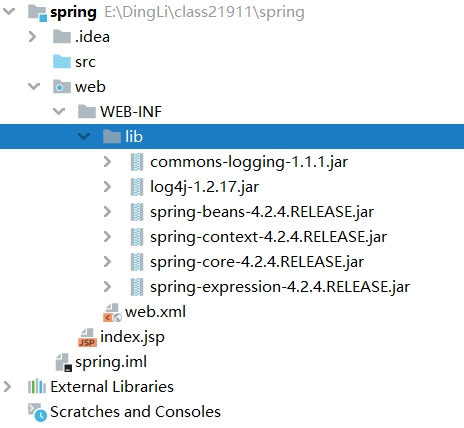 spring E:\DingLi\class21911\spring
.idea
src
web
WEB-INF
lib
commons-logging-1.1.1.jar
log4j-1.2.17.jar
spring-beans-4.2.4.RELEASE.jar
spring-context-4.2.4.RELEASE.jar
spring-core-4.2.4.RELEASE.jar
spring-expression-4.2.4.RELEASE.jar
web.xml
JSP index.jsp
spring.iml
External Libraries
Scratches and Consoles